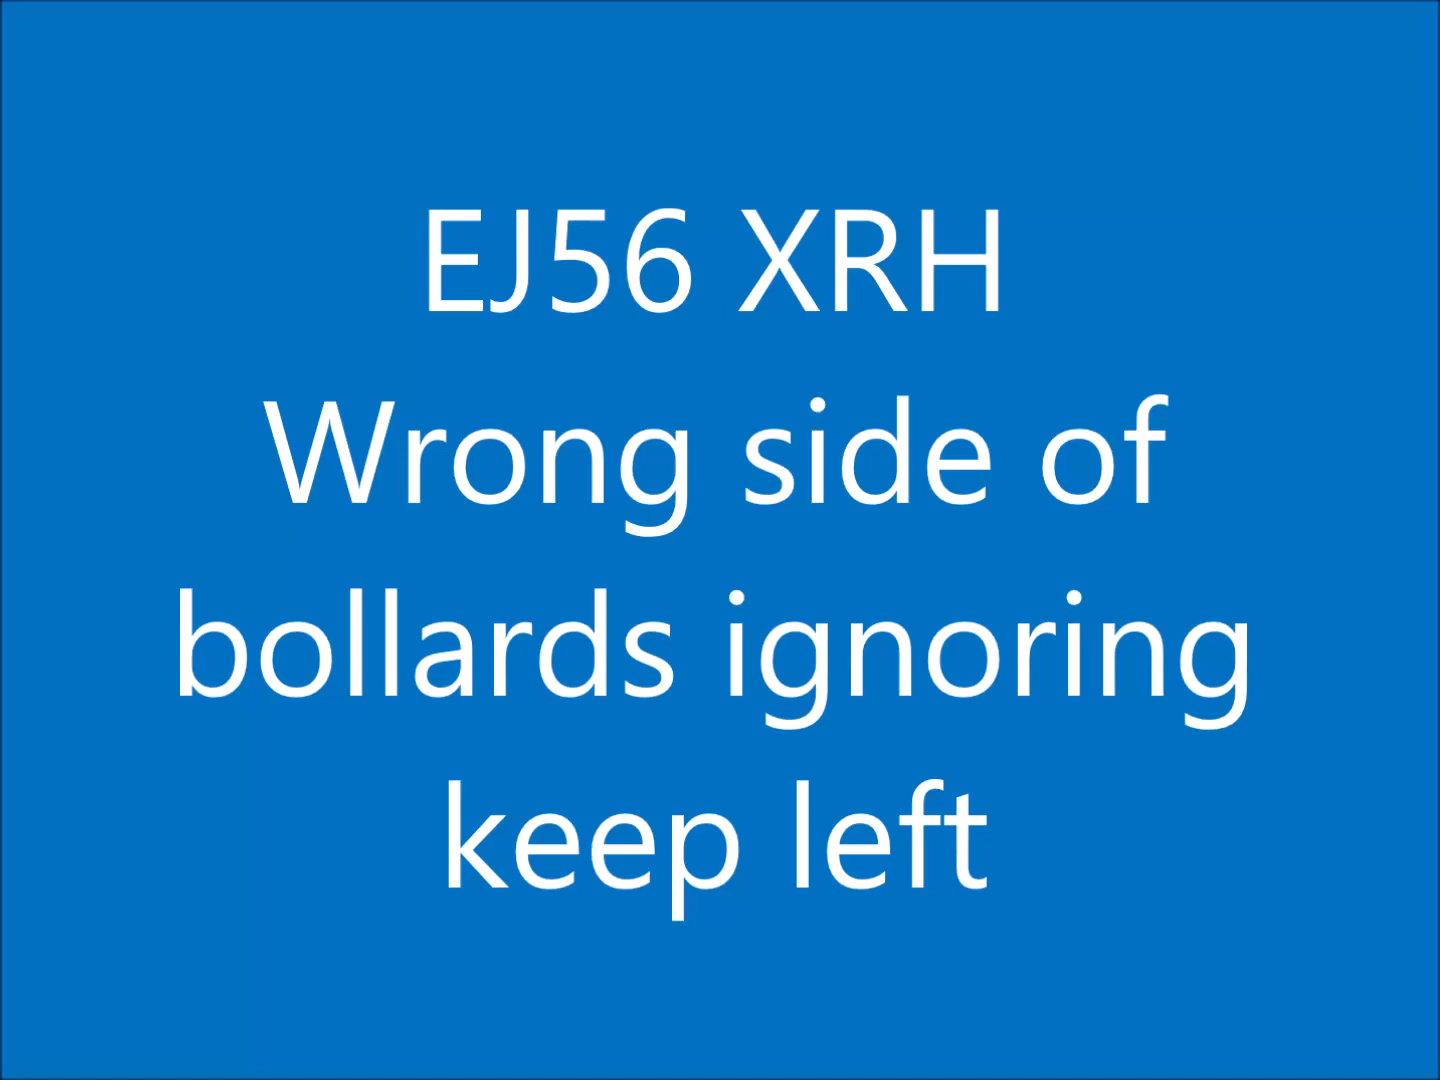 EJ56 XRH
Wrong side of
bollards ignoring
keep left